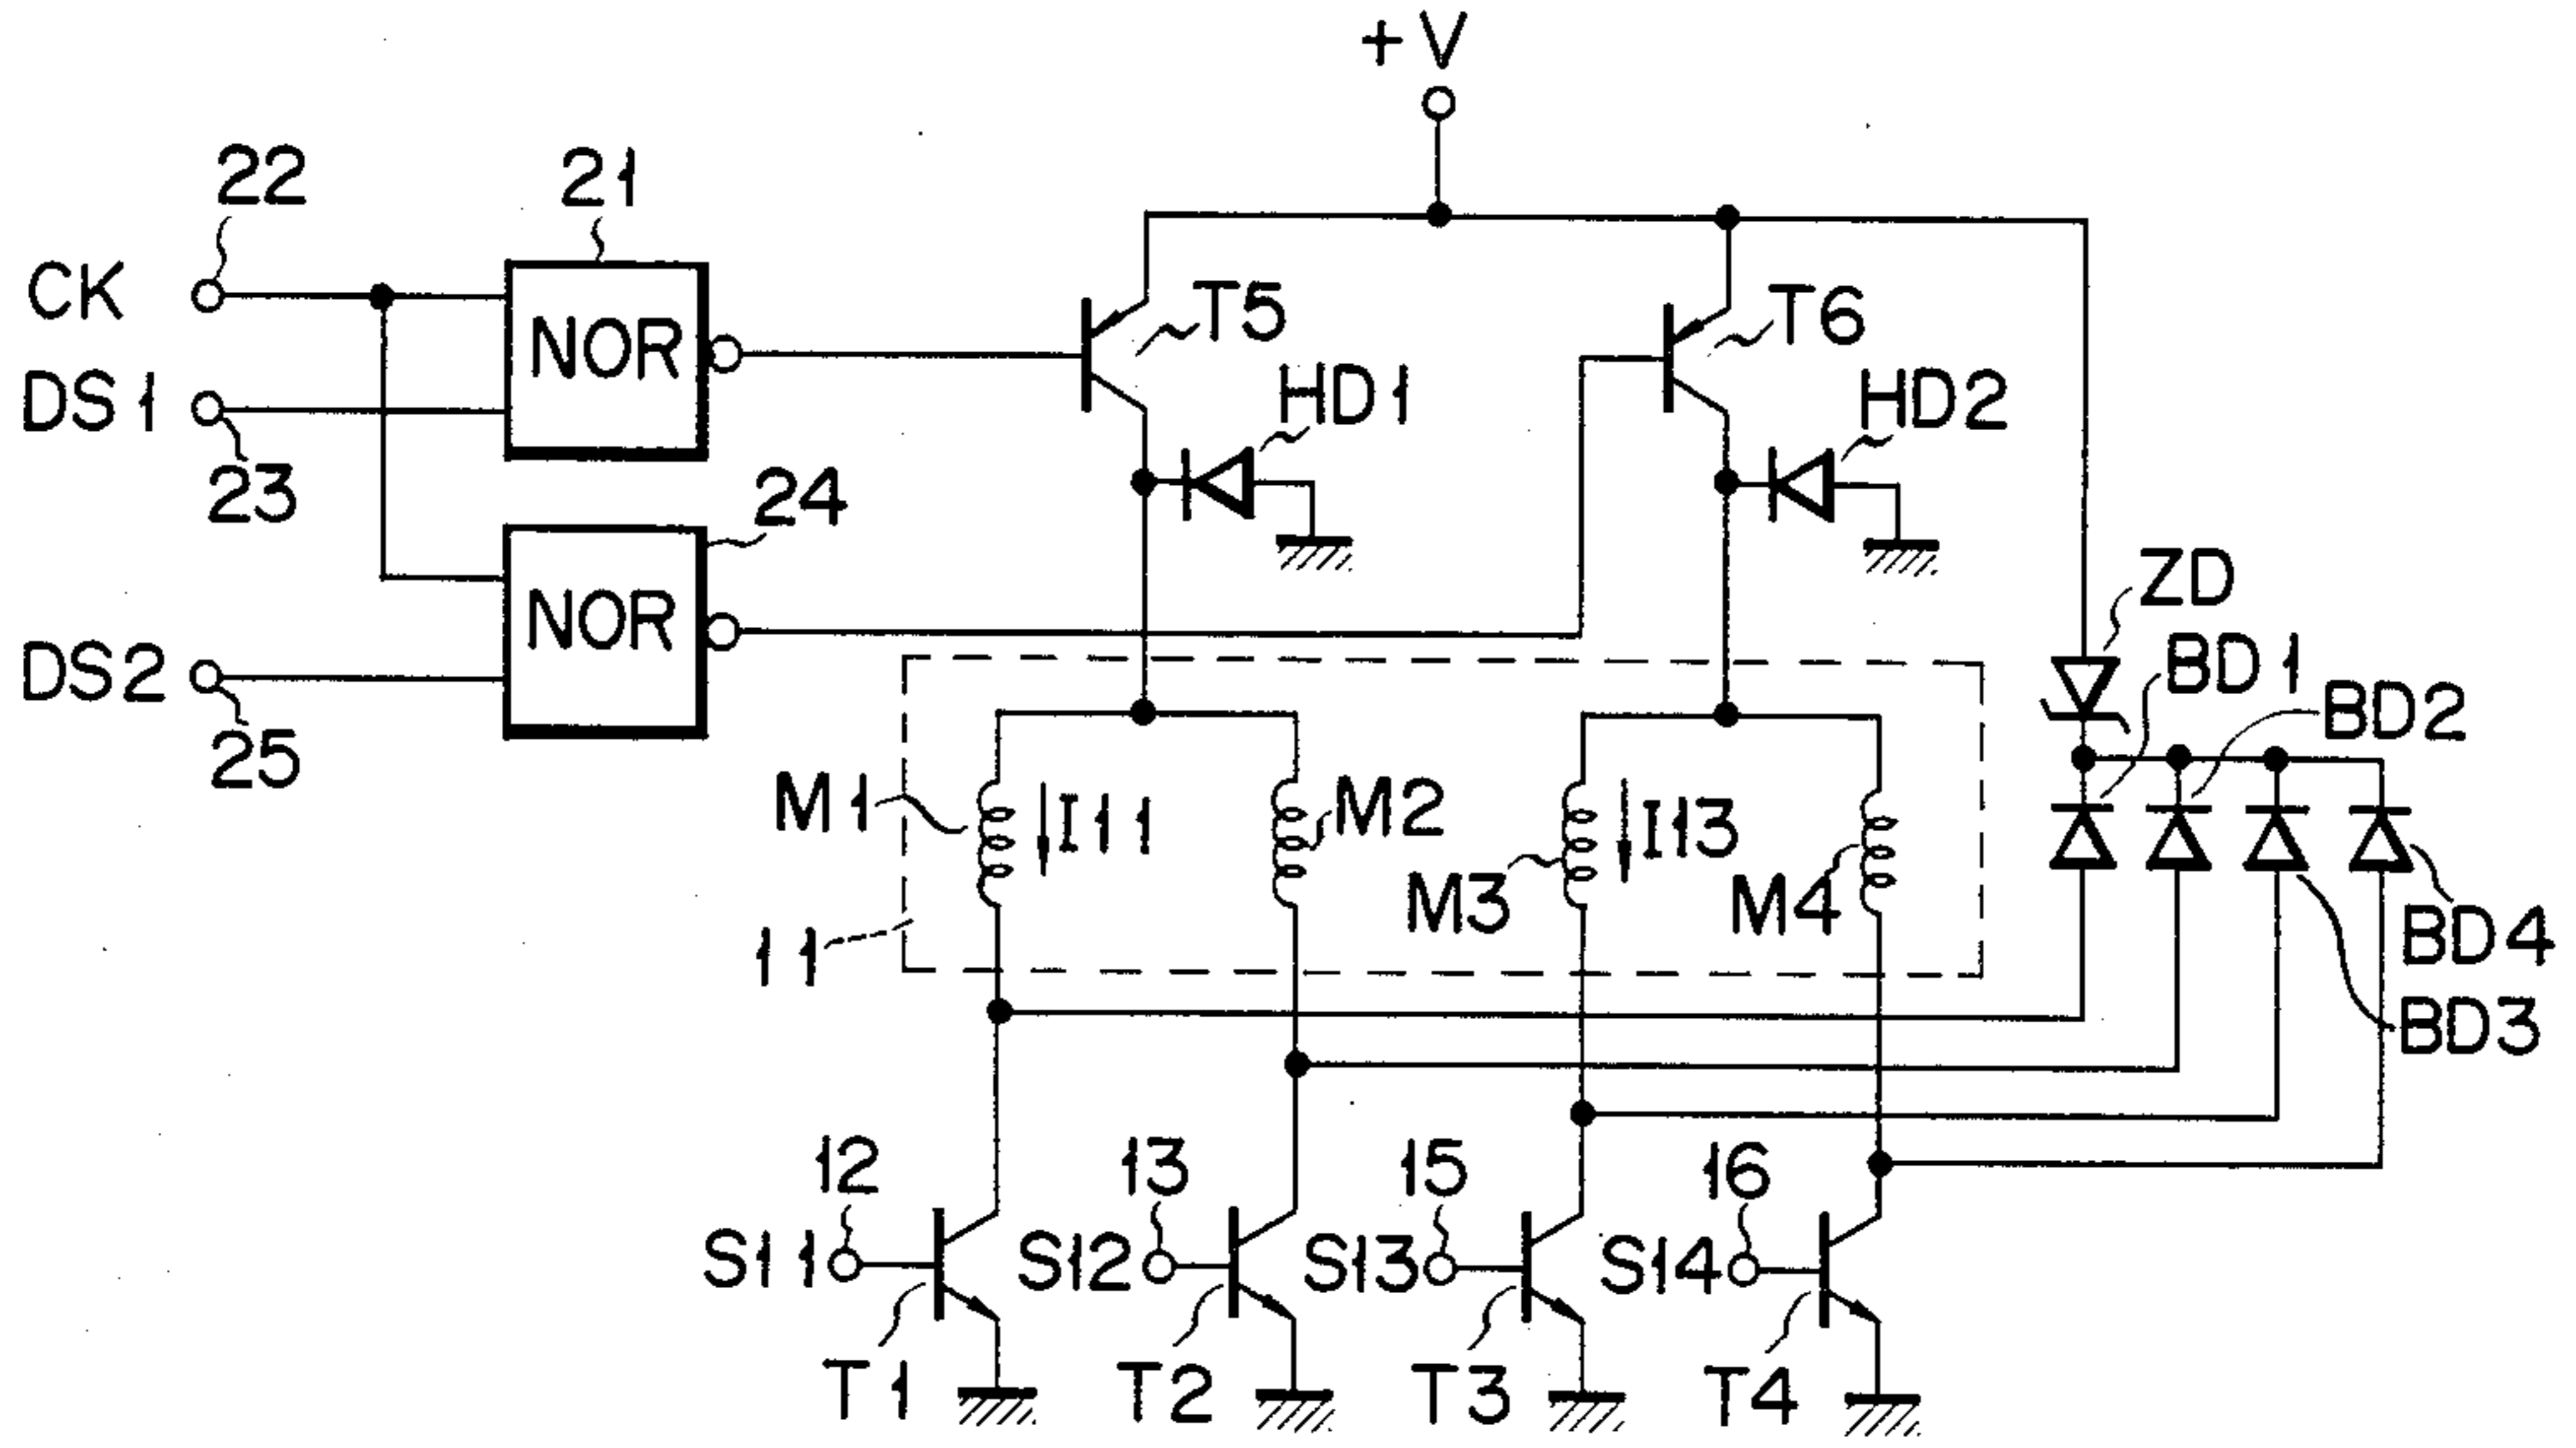 +V
22
21
CK
NOR
T5
T6
DS1
HD1
HD2
23
24
NOR
ZD
DS2
BD1
BD2
25
M1
I11
M2
I13
M3
M4
11
BD4
BD3
12
13
15
16
S11
S12
S13
S14
T1
T2
T3
T4